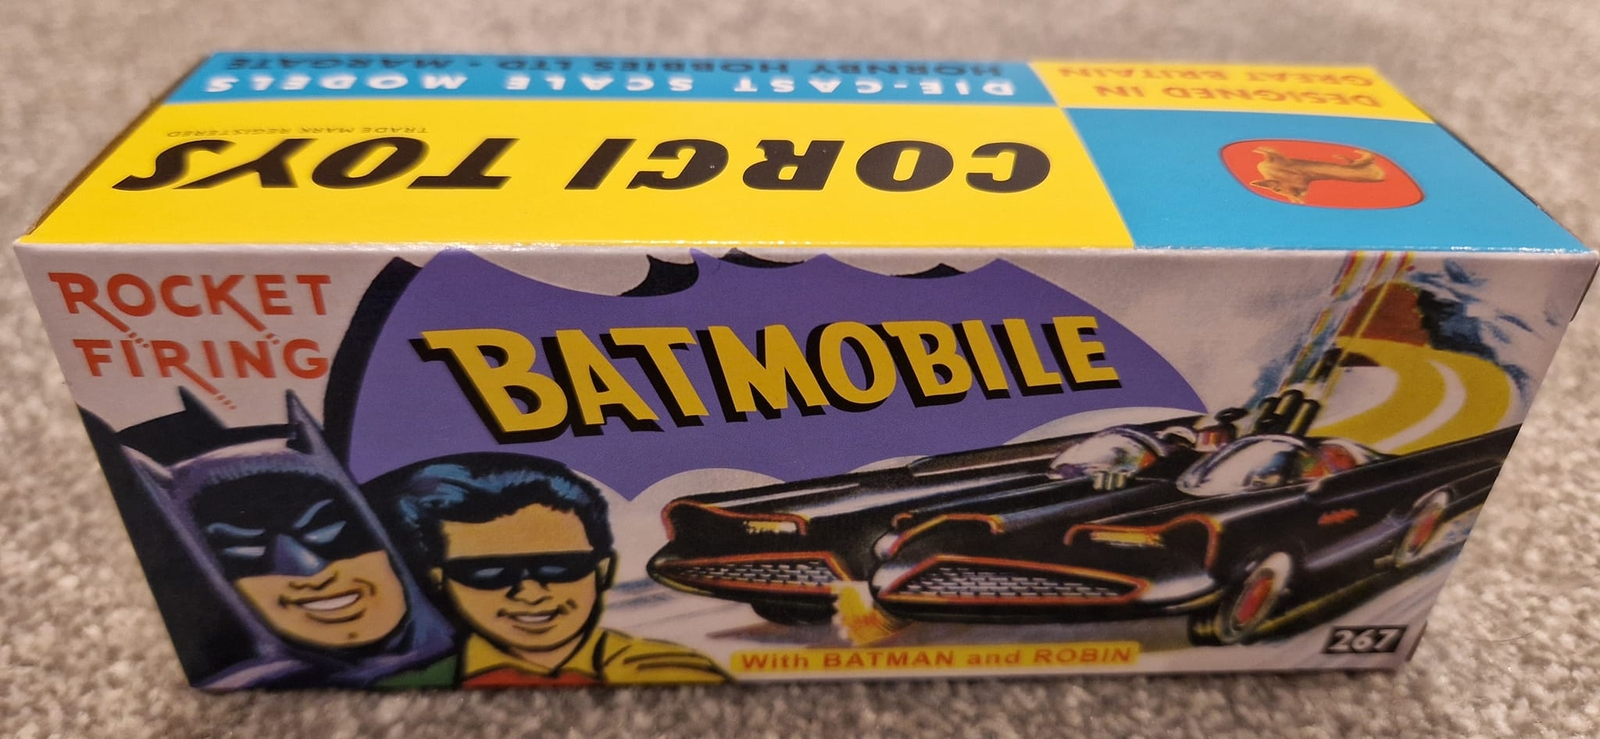 DESIGNED IN
GREAT BRITAIN
DIE-CAST SCALE MODELS
HORNBY HOBBIES LTD • MARGATE
CORGI TOYS
TRADE MARK REGISTERED
ROCKET
FIRING
BATMOBILE
With BATMAN and ROBIN
267